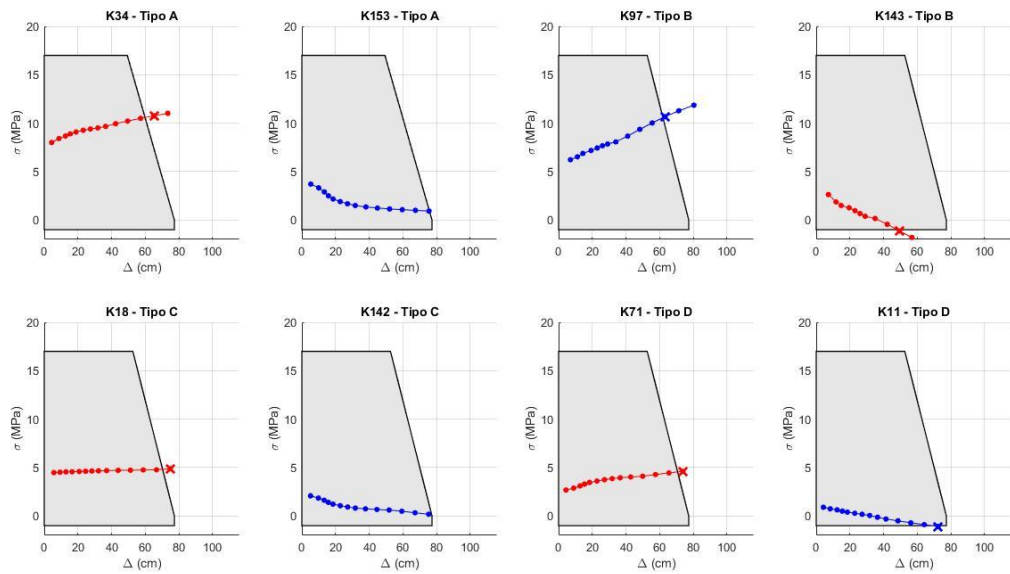 K34 - Tipo A
20
15
10
5
0
σ (MPa)
0 20 40 60 80 100
Δ (cm)
K153 - Tipo A
20
15
10
5
0
σ (MPa)
0 20 40 60 80 100
Δ (cm)
K97 - Tipo B
20
15
10
5
0
σ (MPa)
0 20 40 60 80 100
Δ (cm)
K143 - Tipo B
20
15
10
5
0
σ (MPa)
0 20 40 60 80 100
Δ (cm)
K18 - Tipo C
20
15
10
5
0
σ (MPa)
0 20 40 60 80 100
Δ (cm)
K142 - Tipo C
20
15
10
5
0
σ (MPa)
0 20 40 60 80 100
Δ (cm)
K71 - Tipo D
20
15
10
5
0
σ (MPa)
0 20 40 60 80 100
Δ (cm)
K11 - Tipo D
20
15
10
5
0
σ (MPa)
0 20 40 60 80 100
Δ (cm)